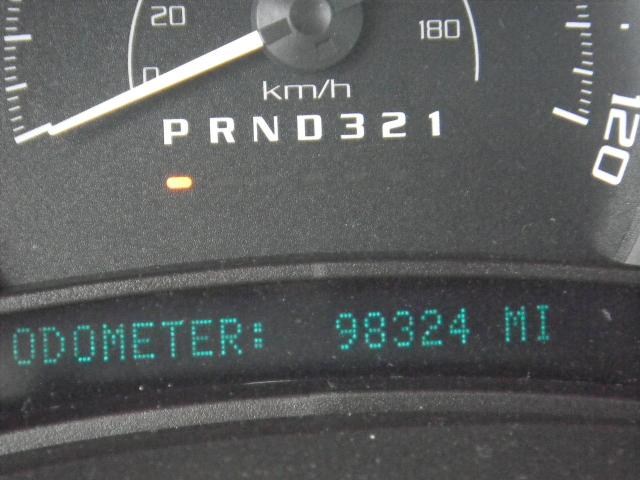 20 180
0
km/h
PRND321
120
ODOMETER: 98324 MI